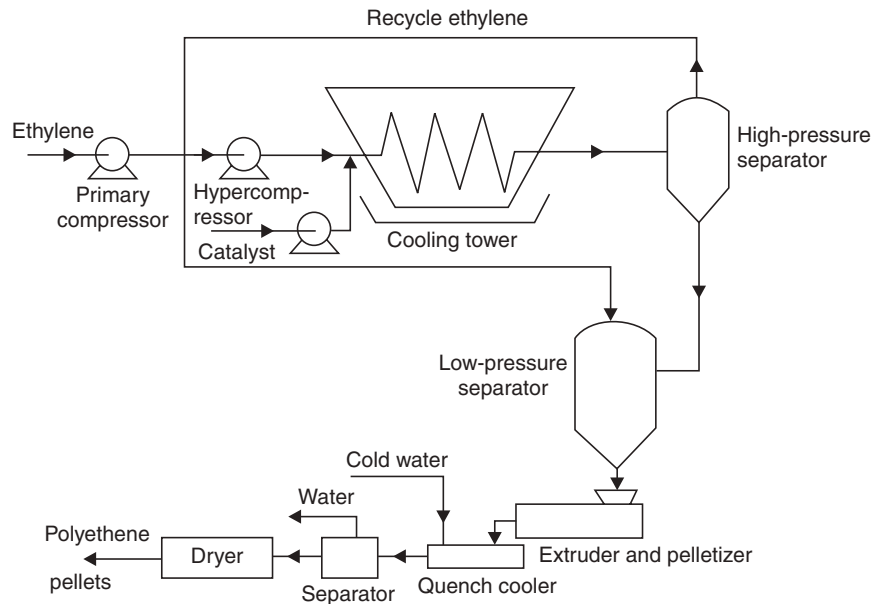 Recycle ethylene
Ethylene
High-pressure
separator
Primary
compressor
Hypercomp-
ressor
Catalyst
Cooling tower
Low-pressure
separator
Cold water
Water
Polyethene
pellets
Dryer
Separator
Quench cooler
Extruder and pelletizer